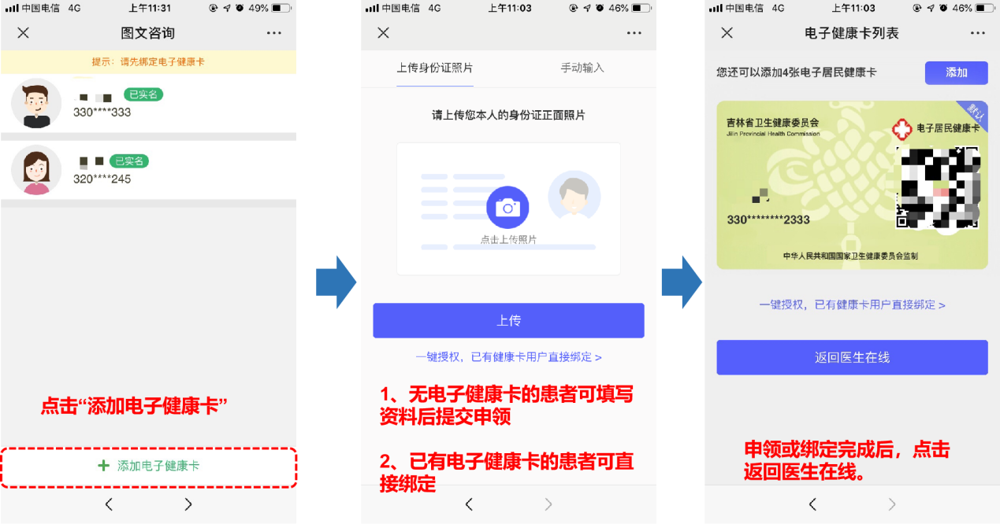 中国电信 4G 上午11:31 49%
图文咨询
提示：请先绑定电子健康卡
已实名
330****333
已实名
320****245
点击“添加电子健康卡”
+ 添加电子健康卡
中国电信 4G 上午11:03 46%
上传身份证照片 手动输入
请上传您本人的身份证正面照片
点击上传照片
上传
一键授权，已有健康卡用户直接绑定 >
1、无电子健康卡的患者可填写
资料后提交申领
2、已有电子健康卡的患者可直
接绑定
中国电信 4G 上午11:03 46%
电子健康卡列表
您还可以添加4张电子居民健康卡 添加
默认
吉林省卫生健康委员会
Jilin Provincial Health Commission
电子居民健康卡
330********2333
中华人民共和国国家卫生健康委员会监制
一键授权，已有健康卡用户直接绑定 >
返回医生在线
申领或绑定完成后，点击
返回医生在线。